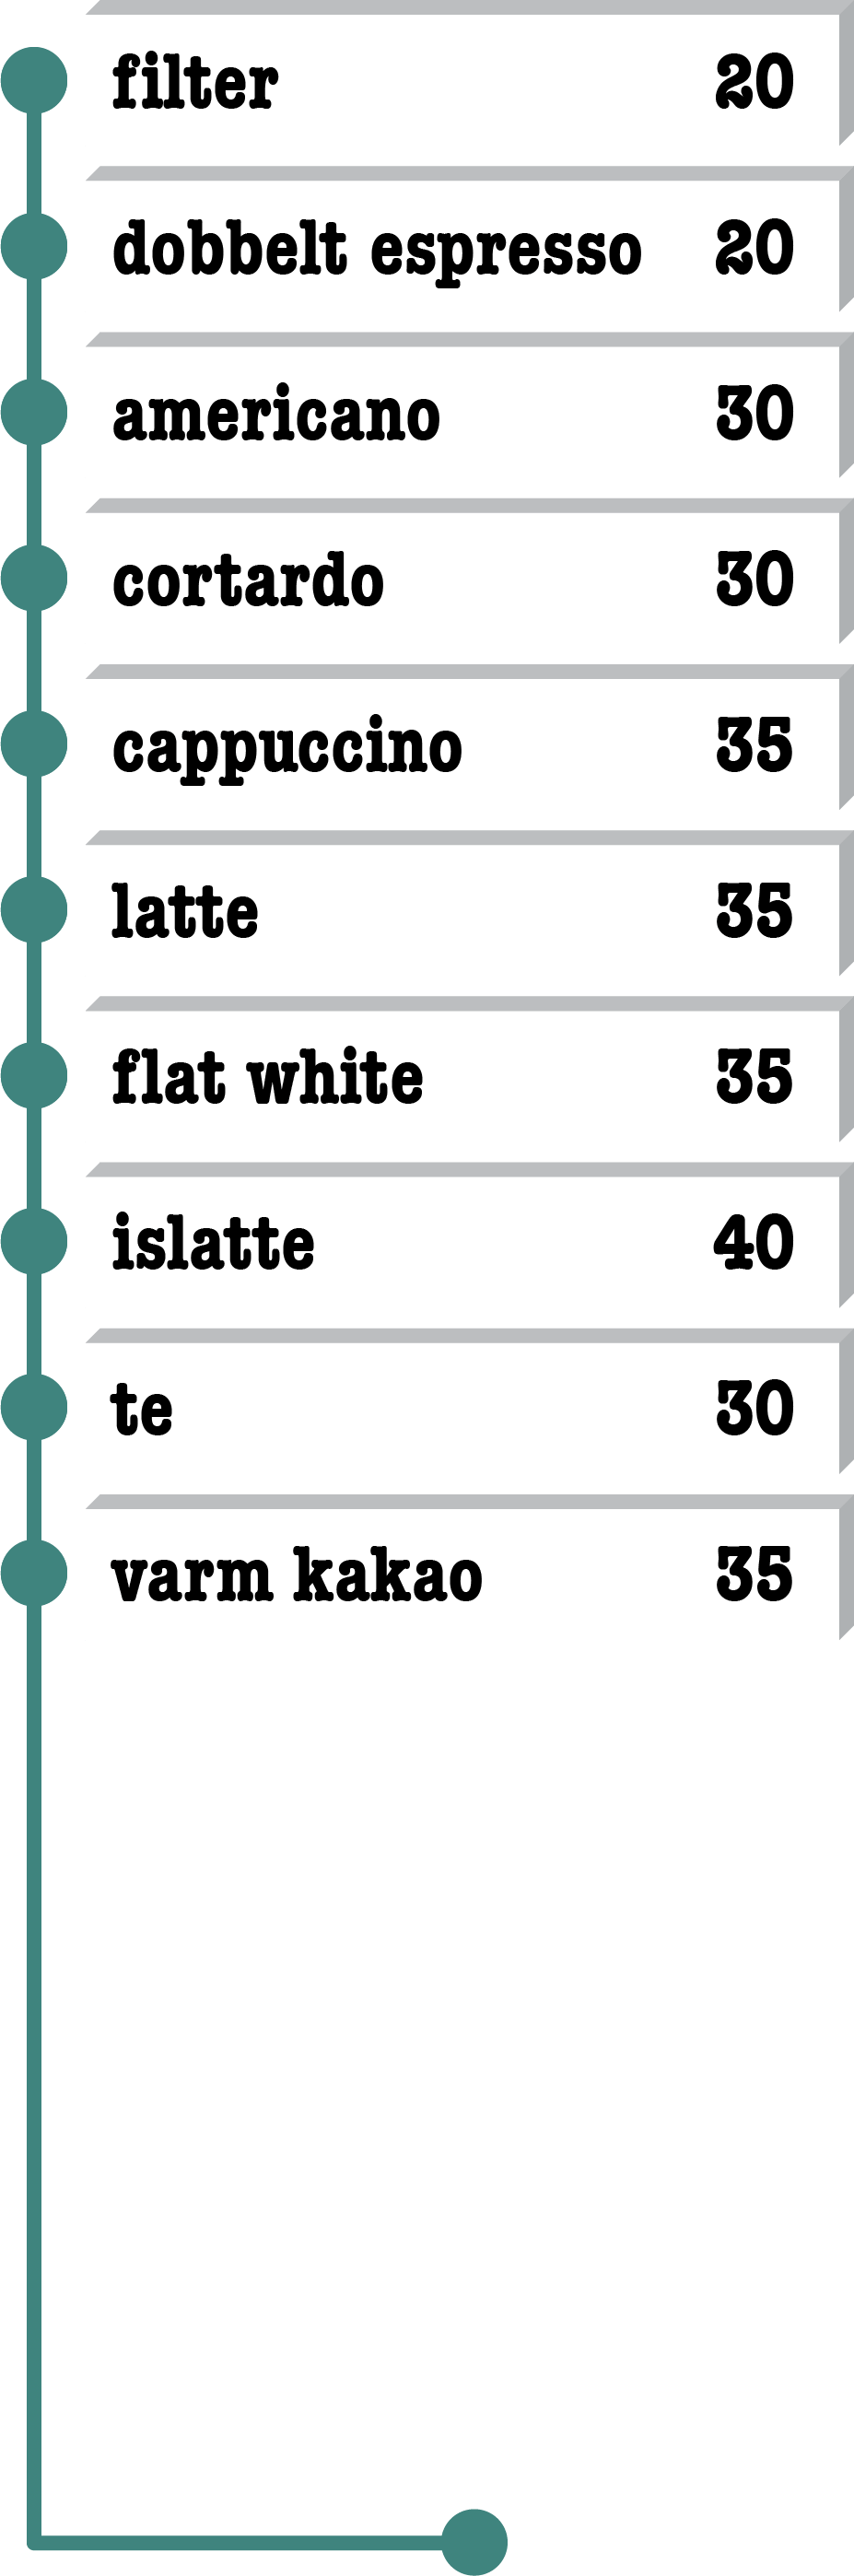 filter 20
dobbelt espresso 20
americano 30
cortardo 30
cappuccino 35
latte 35
flat white 35
islatte 40
te 30
varm kakao 35